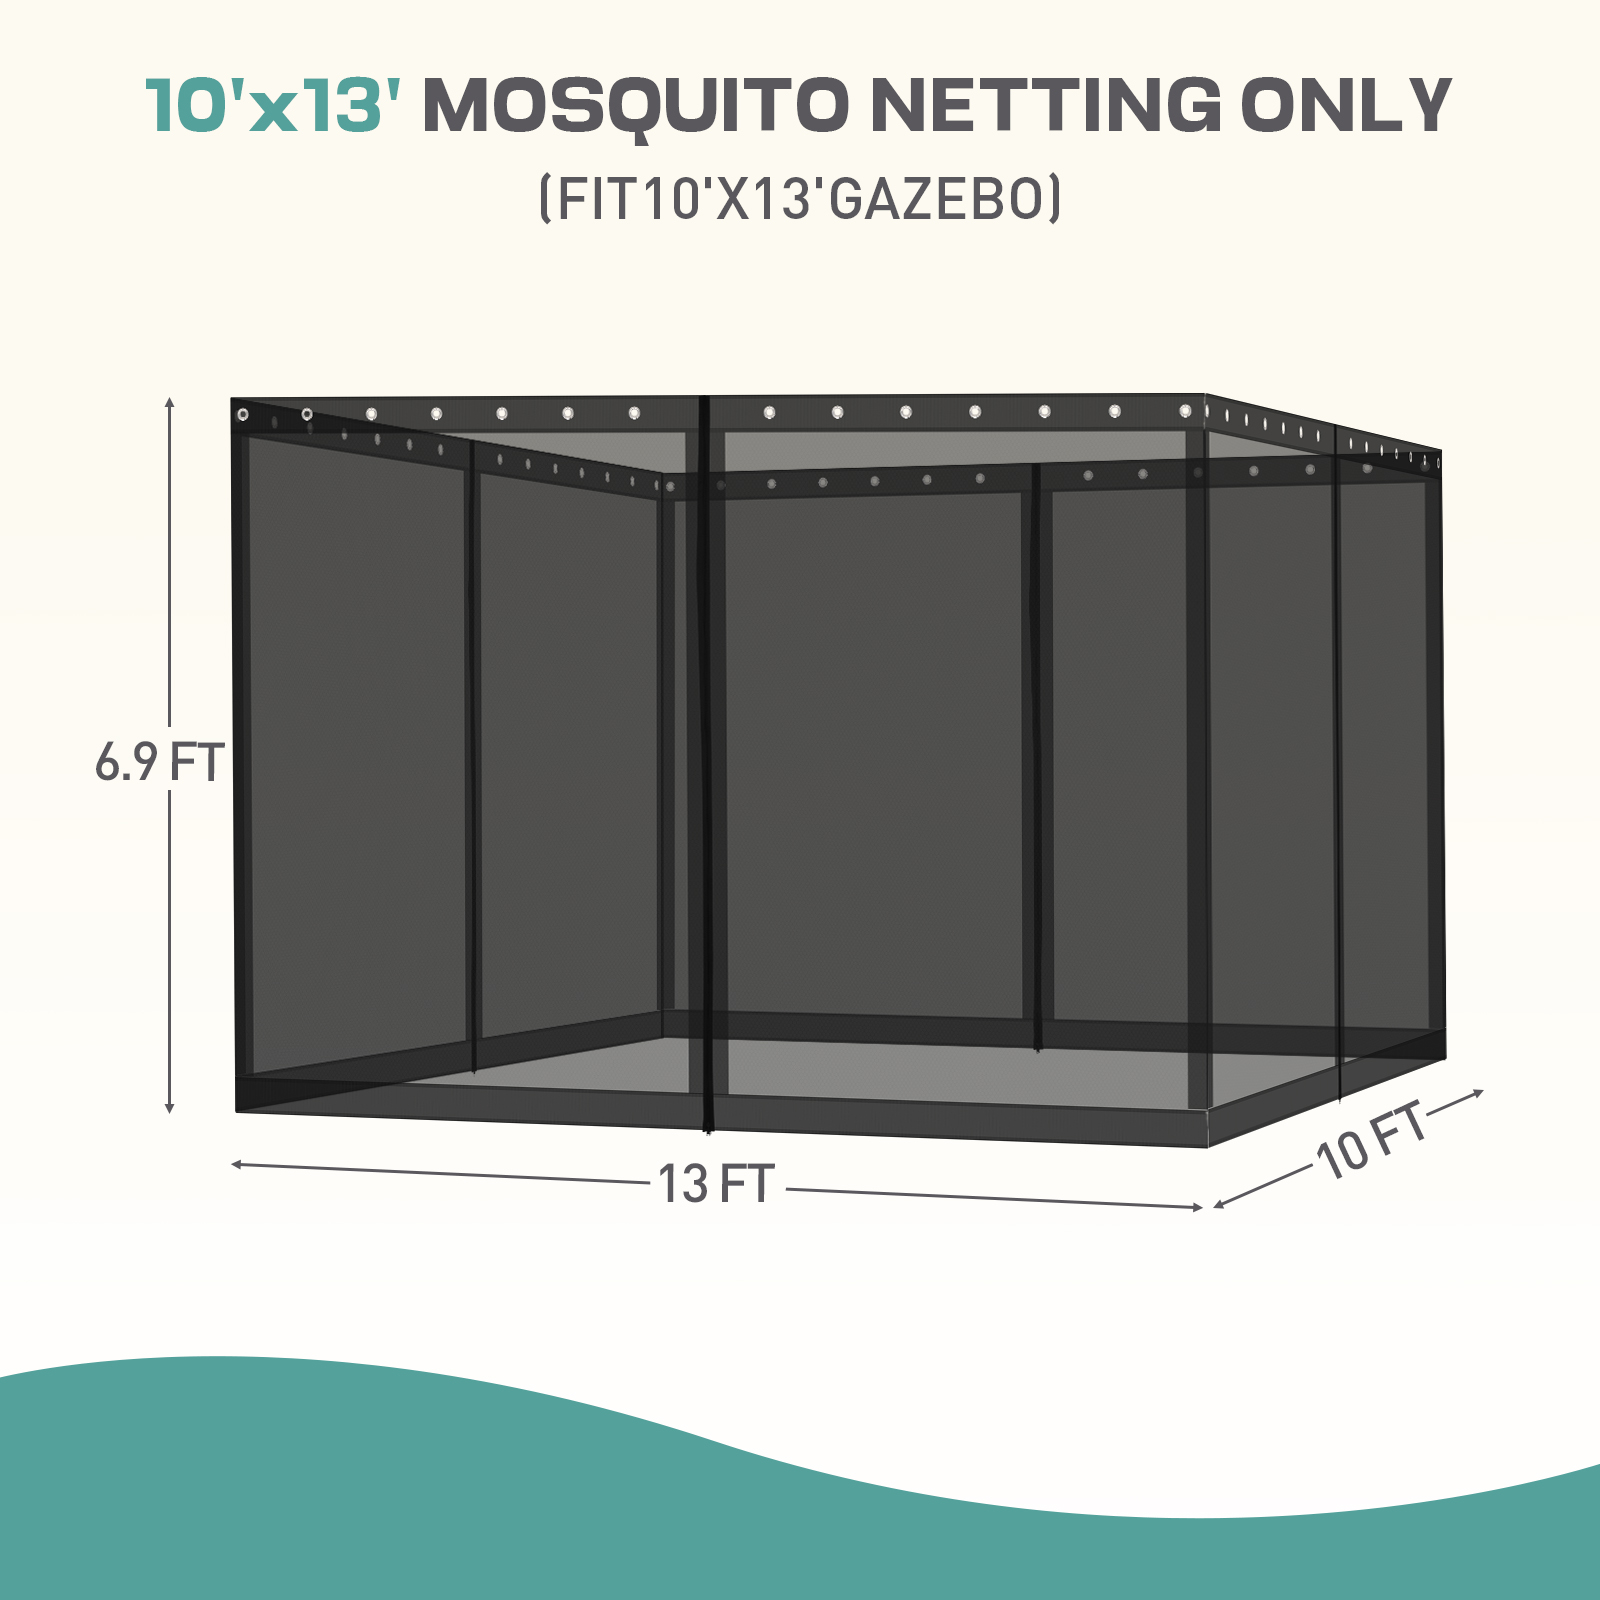 10'x13' MOSQUITO NETTING ONLY
(FIT10'X13'GAZEBO)
6.9 FT
13 FT
10 FT